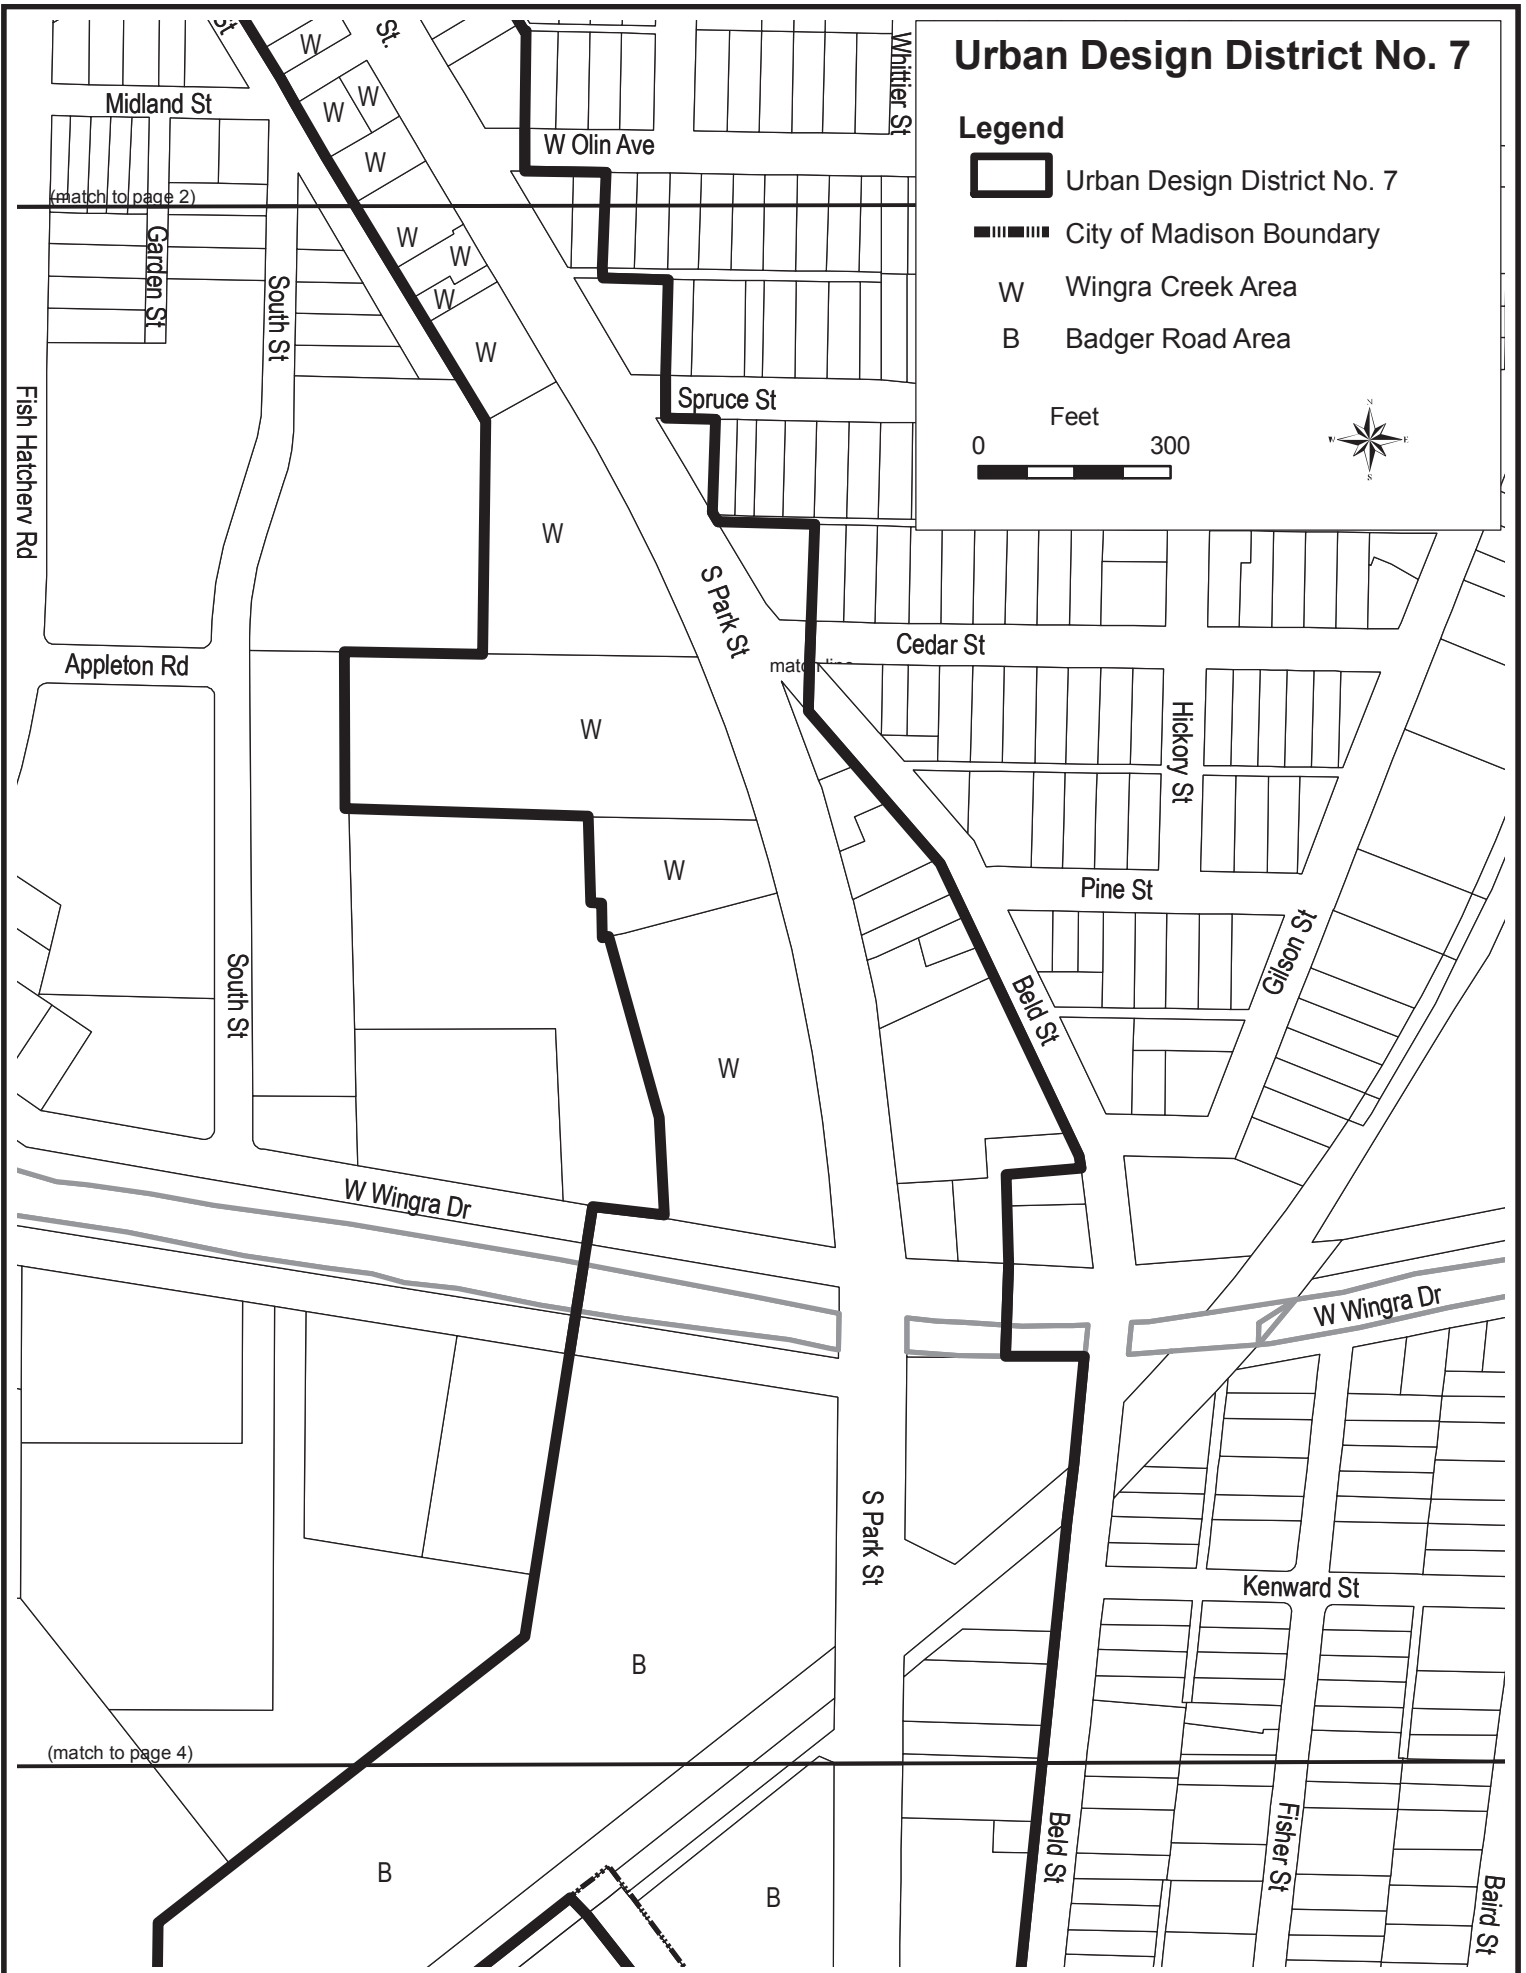 St
St.
W
Whittier St
Urban Design District No. 7
Midland St
W
W
W Olin Ave
Legend
W
Urban Design District No. 7
(match to page 2)
City of Madison Boundary
Garden St
W
W
W
Wingra Creek Area
South St
W
B
Badger Road Area
W
Fish Hatchery Rd
Spruce St
Feet
0
300
N
W
E
S
W
S Park St
Cedar St
Appleton Rd
match line
W
Hickory St
W
Pine St
Gilson St
South St
Beld St
W
W Wingra Dr
W Wingra Dr
S Park St
Kenward St
B
(match to page 4)
B
B
Beld St
Fisher St
Baird St